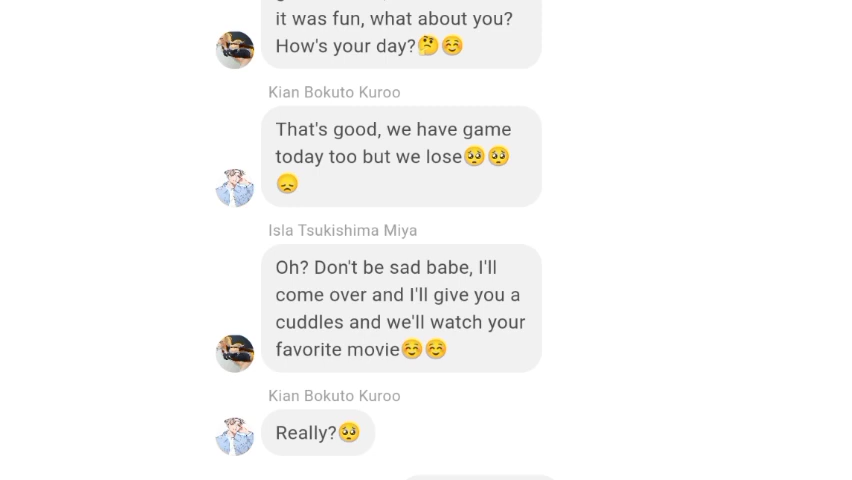 it was fun, what about you?
How's your day?🤔☺️
Kian Bokuto Kuroo
That's good, we have game
today too but we lose🥺🥺
😞
Isla Tsukishima Miya
Oh? Don't be sad babe, I'll
come over and I'll give you a
cuddles and we'll watch your
favorite movie☺️☺️
Kian Bokuto Kuroo
Really?🥺